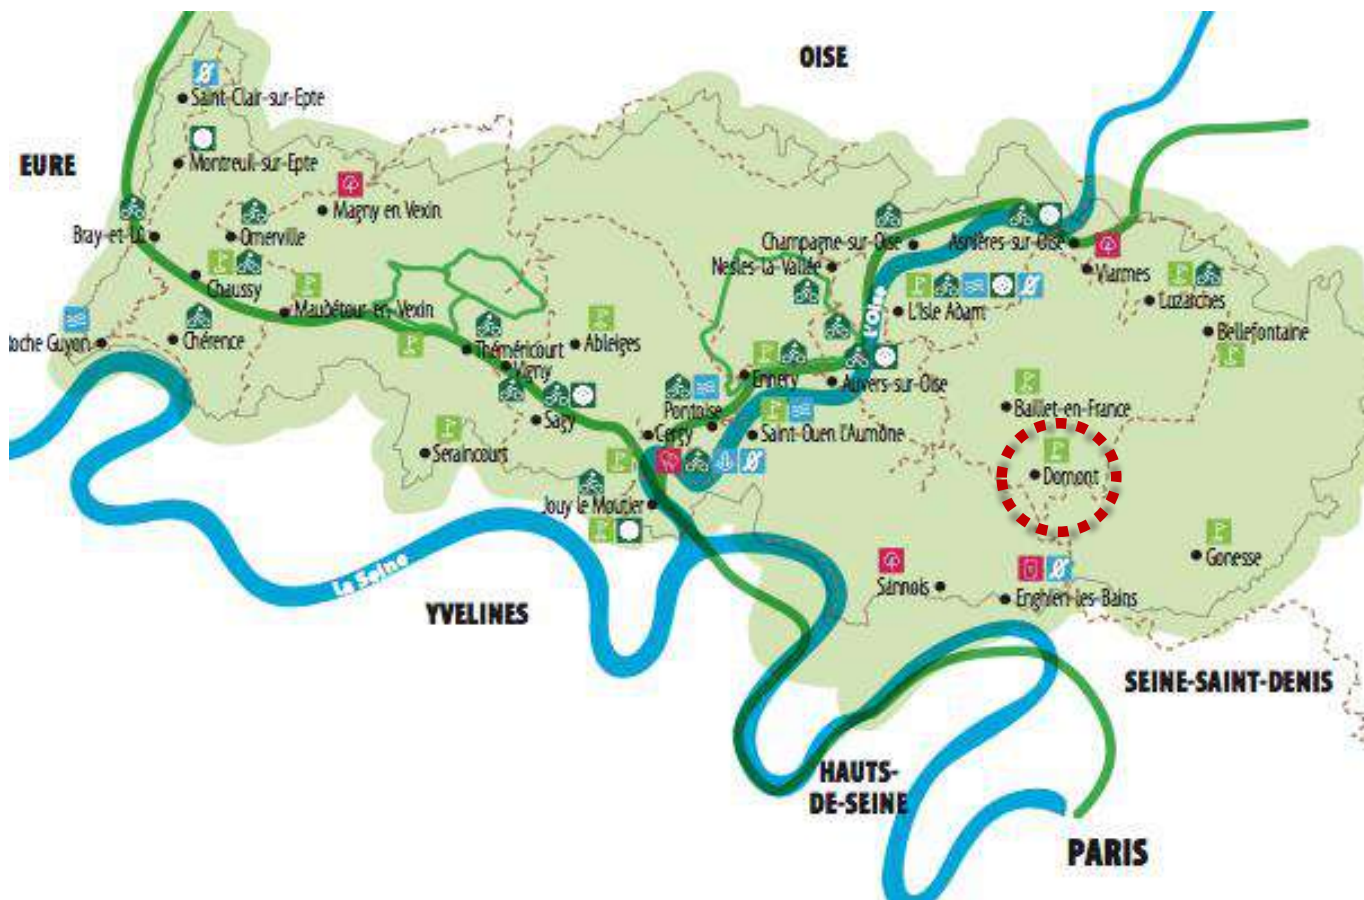 OISE
Saint-Clair-sur-Epte
EURE
Montreuil-sur-Epte
Magny en Vexin
Bray-et-Lû
Omerville
Champagne-sur-Oise
Asnières-sur-Oise
Nesles-la-Vallée
Viarmes
Chaussy
Luzarches
Maudétour-en-Vexin
L'Isle Adam
L'Oise
Bellefontaine
oche Guyon
Chérence
Théméricourt
Ableiges
Vigny
Ennery
Auvers-sur-Oise
Pontoise
Baillet-en-France
Sagy
Cergy
Saint-Ouen l'Aumône
Seraincourt
Domont
Jouy le Moutier
Gonesse
La Seine
Sannois
Enghien-les-Bains
YVELINES
SEINE-SAINT-DENIS
HAUTS-
DE-SEINE
PARIS